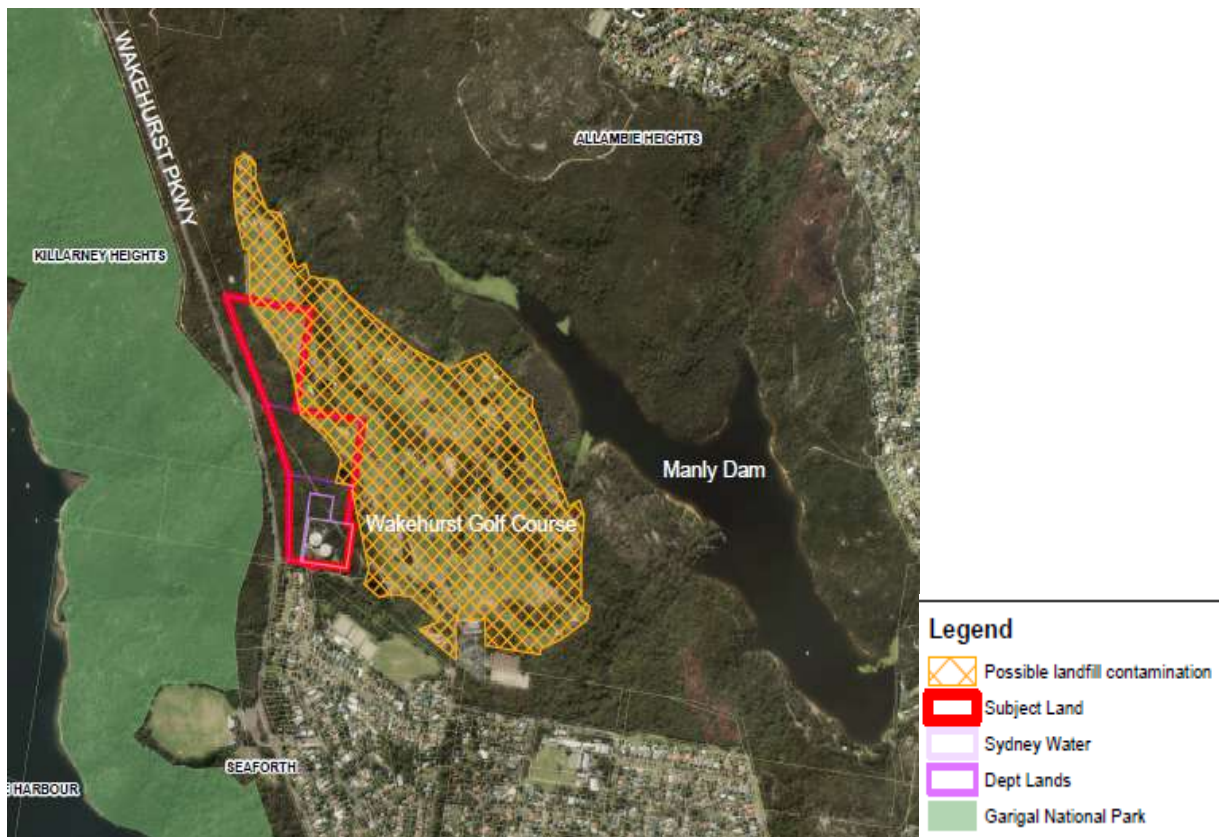 WAKEHURST PKWY
ALLAMBIE HEIGHTS
KILLARNEY HEIGHTS
Manly Dam
Wakehurst Golf Course
SEAFORTH
E HARBOUR
Legend
Possible landfill contamination
Subject Land
Sydney Water
Dept Lands
Garigal National Park